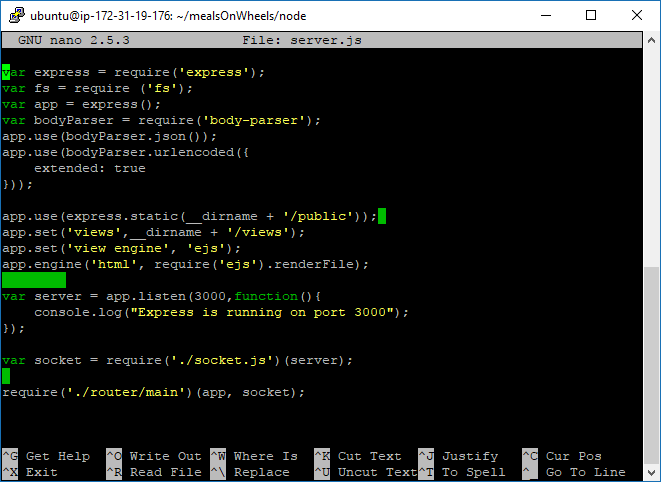 ubuntu@ip-172-31-19-176: ~/mealsOnWheels/node
GNU nano 2.5.3 File: server.js
var express = require('express');
var fs = require ('fs');
var app = express();
var bodyParser = require('body-parser');
app.use(bodyParser.json());
app.use(bodyParser.urlencoded({
    extended: true
}));
app.use(express.static(__dirname + '/public'));
app.set('views',__dirname + '/views');
app.set('view engine', 'ejs');
app.engine('html', require('ejs').renderFile);
var server = app.listen(3000,function(){
    console.log("Express is running on port 3000");
});
var socket = require('./socket.js')(server);
require('./router/main')(app, socket);
^G Get Help ^O Write Out ^W Where Is ^K Cut Text ^J Justify ^C Cur Pos
^X Exit ^R Read File ^\ Replace ^U Uncut Text ^T To Spell ^_ Go To Line